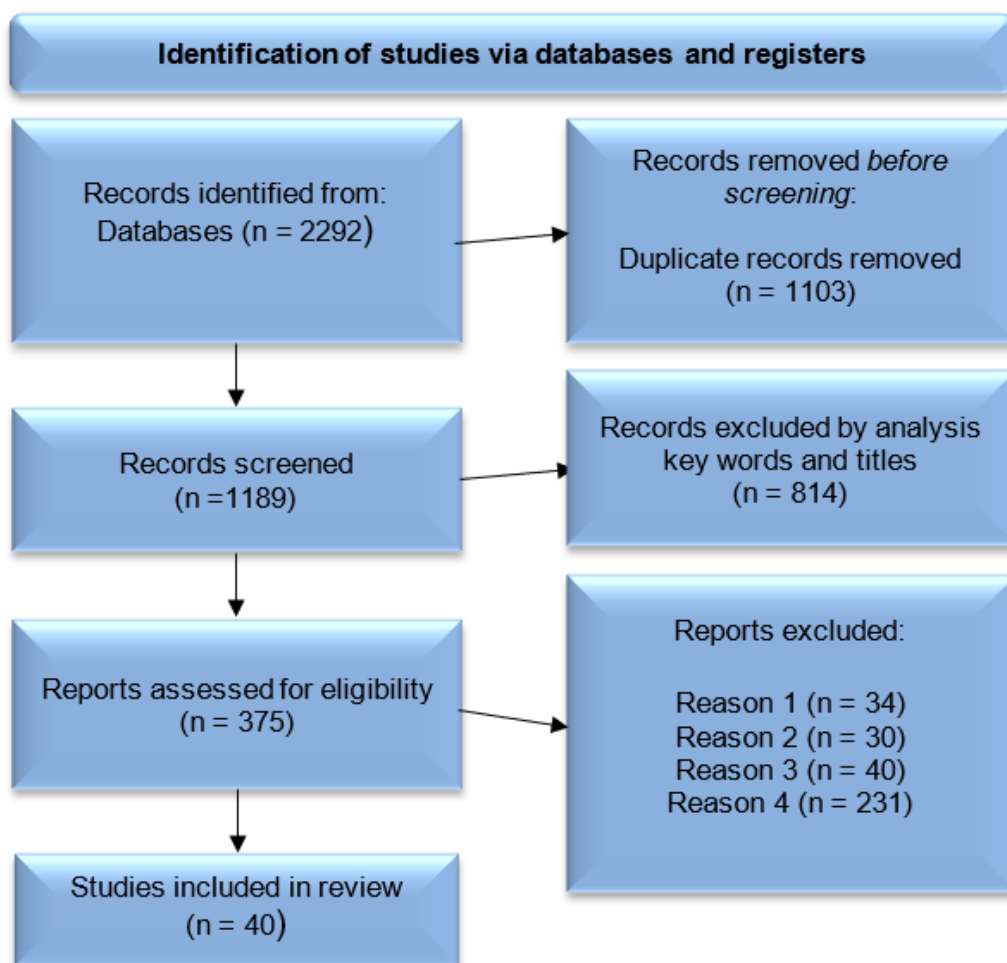 Identification of studies via databases and registers
Records identified from:
Databases (n = 2292)
Records removed before
screening:
Duplicate records removed
(n = 1103)
Records screened
(n =1189)
Records excluded by analysis
key words and titles
(n = 814)
Reports assessed for eligibility
(n = 375)
Reports excluded:
Reason 1 (n = 34)
Reason 2 (n = 30)
Reason 3 (n = 40)
Reason 4 (n = 231)
Studies included in review
(n = 40)